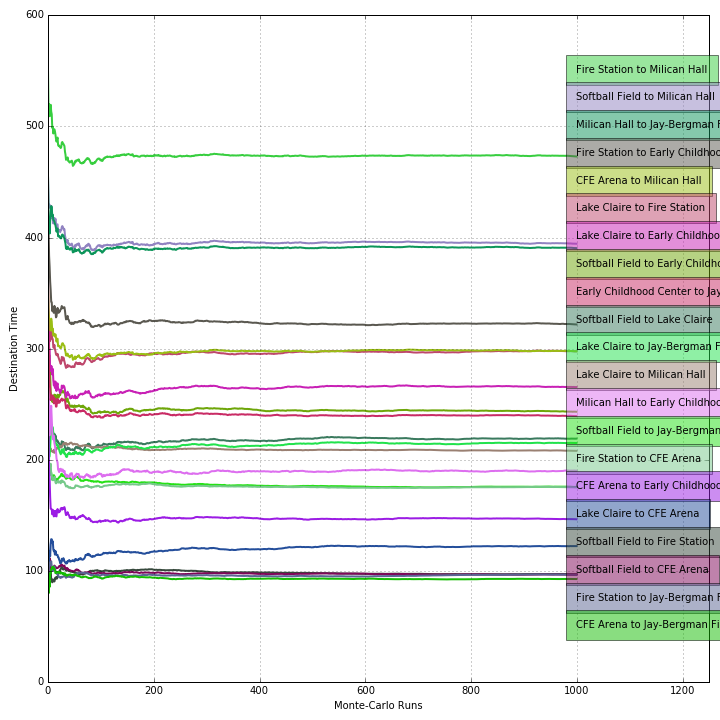 600
500
400
300
200
100
0
Destination Time
0 200 400 600 800 1000 1200
Monte-Carlo Runs
Fire Station to Milican Hall
Softball Field to Milican Hall
Milican Hall to Jay-Bergman F
Fire Station to Early Childhoo
CFE Arena to Milican Hall
Lake Claire to Fire Station
Lake Claire to Early Childhoo
Softball Field to Early Childho
Early Childhood Center to Jay
Softball Field to Lake Claire
Lake Claire to Jay-Bergman F
Lake Claire to Milican Hall
Milican Hall to Early Childhoo
Softball Field to Jay-Bergman
Fire Station to CFE Arena
CFE Arena to Early Childhood
Lake Claire to CFE Arena
Softball Field to Fire Station
Softball Field to CFE Arena
Fire Station to Jay-Bergman F
CFE Arena to Jay-Bergman Fi